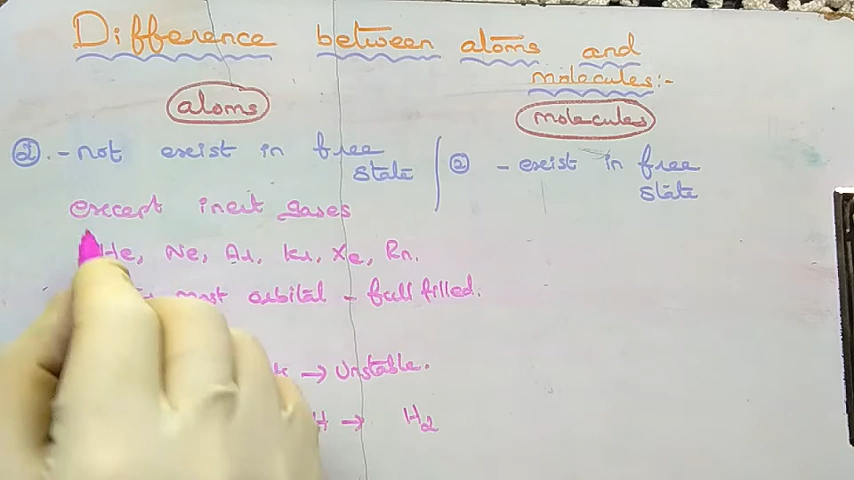 Difference between atoms and
molecules:-
atoms
molecules
② . - not exist in free
state
② - exist in free
state
except inert gases
He, Ne, Ar, Kr, Xe, Rn.
most orbital - full filled.
→ Unstable.
H → H₂